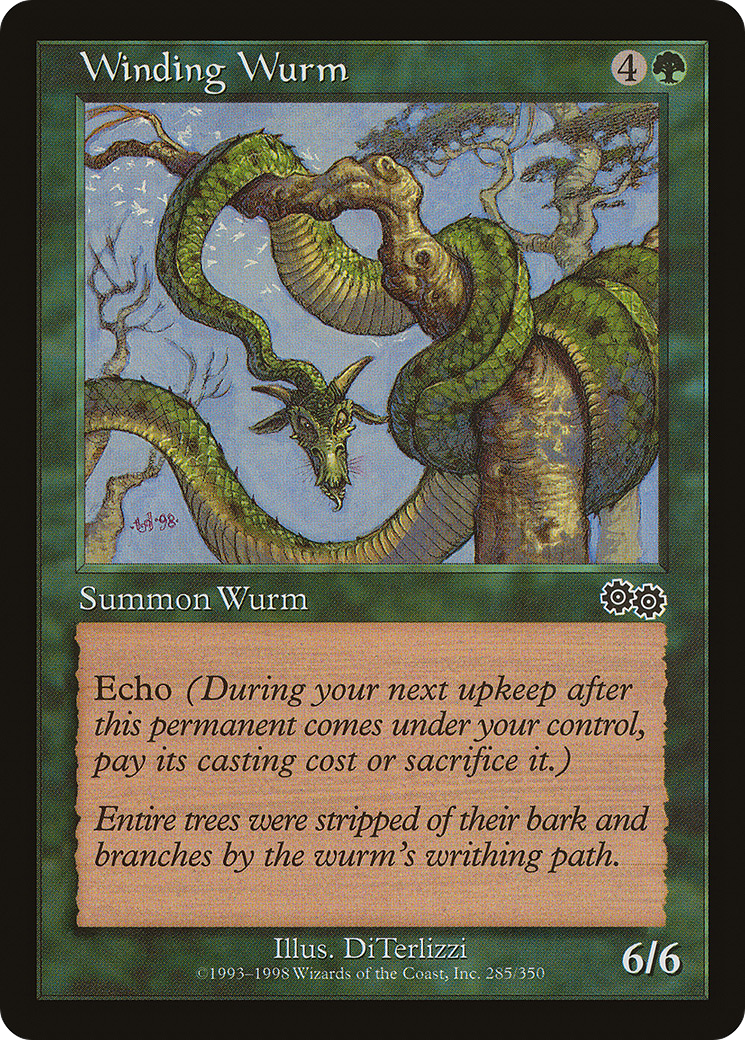 Winding Wurm
4
Summon Wurm
Echo (During your next upkeep after
this permanent comes under your control,
pay its casting cost or sacrifice it.)
Entire trees were stripped of their bark and
branches by the wurm's writhing path.
Illus. DiTerlizzi
©1993–1998 Wizards of the Coast, Inc. 285/350
6/6